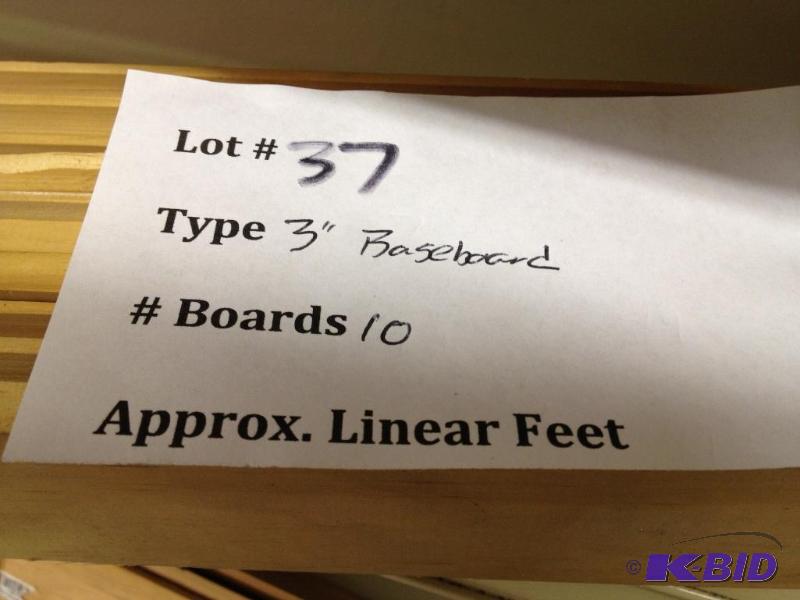 Lot # 37
Type 3" Baseboard
# Boards 10
Approx. Linear Feet
© K-BID